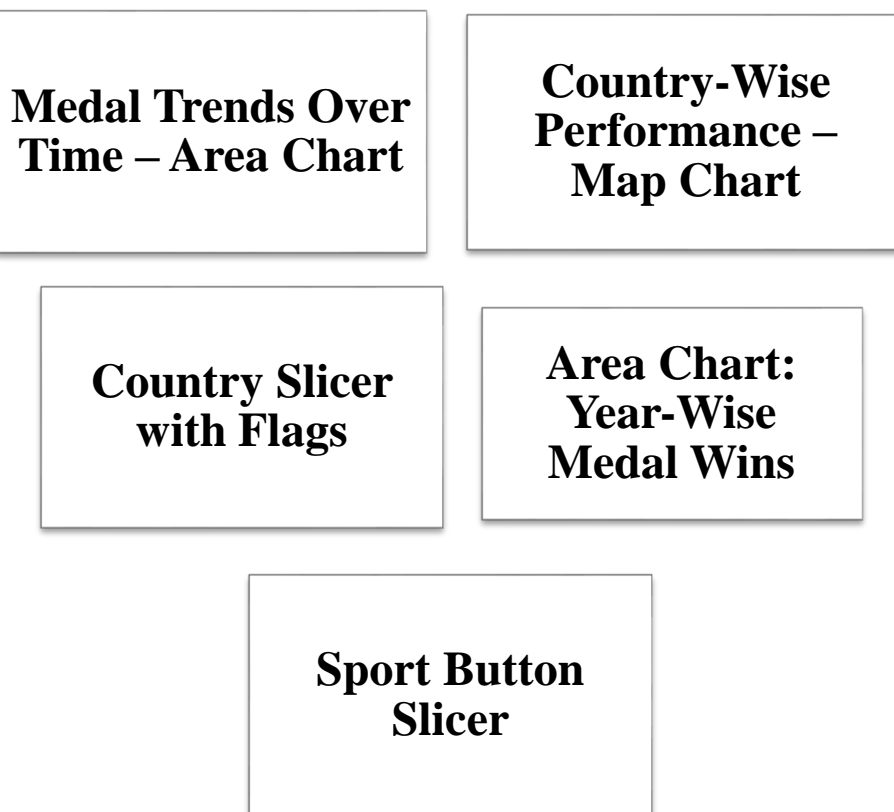 Medal Trends Over
Time – Area Chart
Country-Wise
Performance –
Map Chart
Country Slicer
with Flags
Area Chart:
Year-Wise
Medal Wins
Sport Button
Slicer